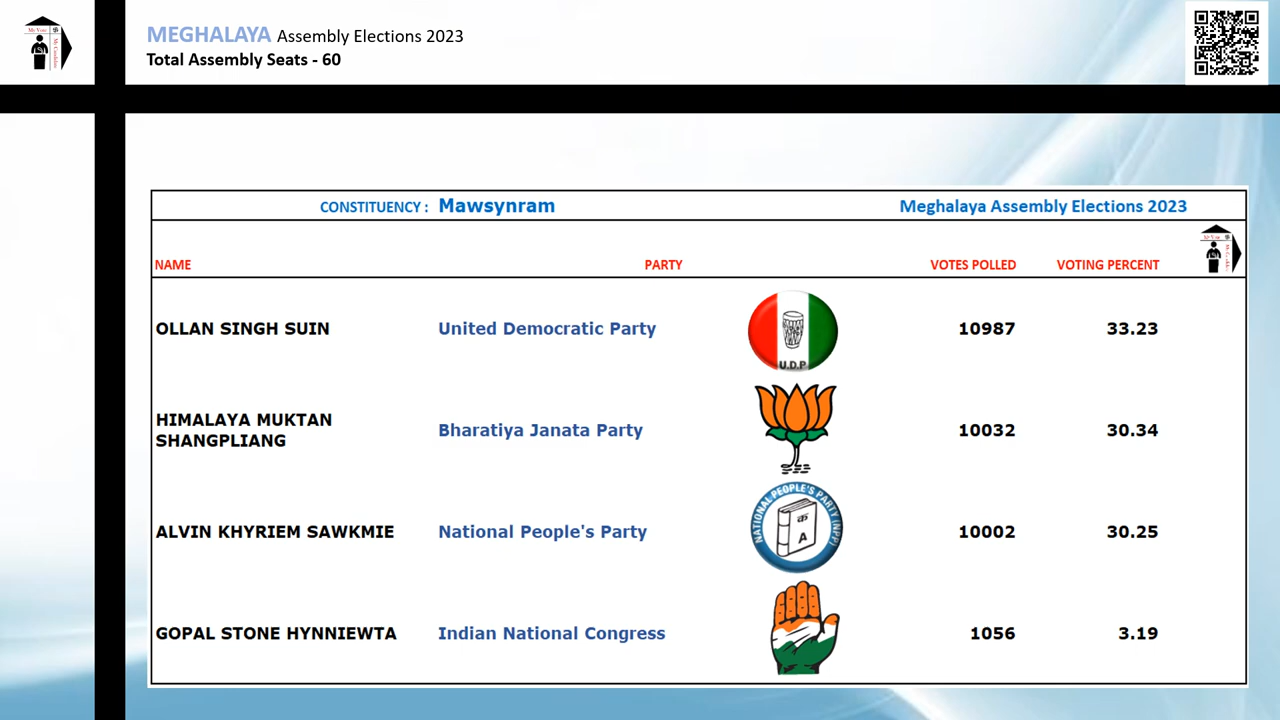 MEGHALAYA Assembly Elections 2023
Total Assembly Seats - 60
CONSTITUENCY : Mawsynram Meghalaya Assembly Elections 2023
NAME PARTY VOTES POLLED VOTING PERCENT
OLLAN SINGH SUIN United Democratic Party 10987 33.23
U.D.P
HIMALAYA MUKTAN
SHANGPLIANG
Bharatiya Janata Party 10032 30.34
NATIONAL PEOPLE'S PARTY (NPP)
क
A
ALVIN KHYRIEM SAWKMIE National People's Party 10002 30.25
GOPAL STONE HYNNIEWTA Indian National Congress 1056 3.19